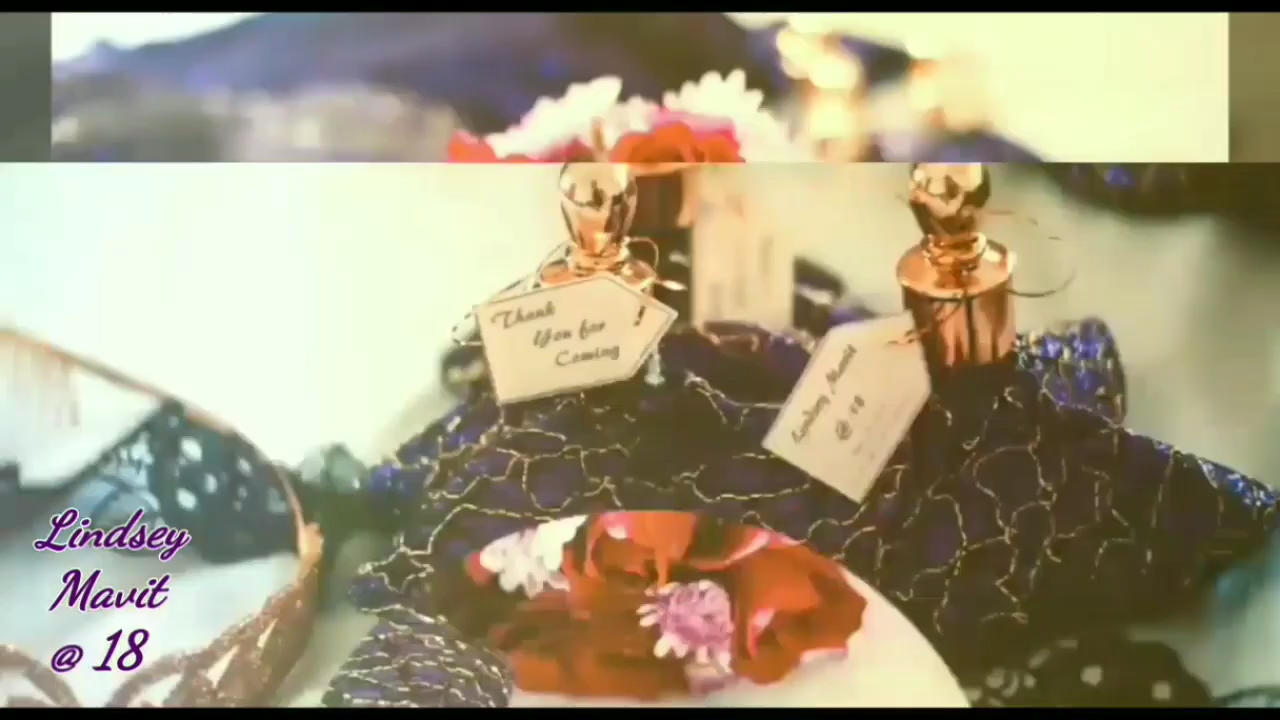 Thank
You for
Coming
Lindsey Mavit
@ 18
Lindsey
Mavit
@ 18